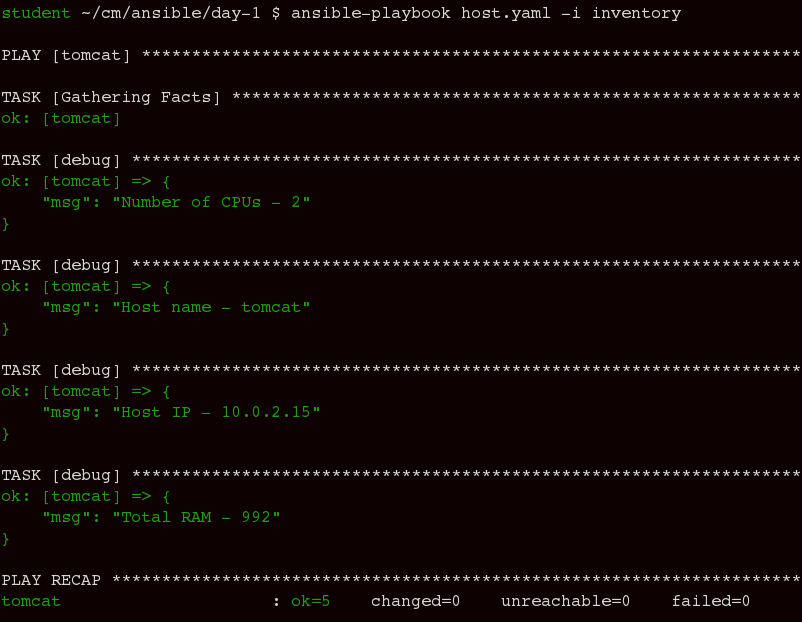 student ~/cm/ansible/day-1 $ ansible-playbook host.yaml -i inventory
PLAY [tomcat] ******************************************************************
TASK [Gathering Facts] *********************************************************
ok: [tomcat]
TASK [debug] *******************************************************************
ok: [tomcat] => {
    "msg": "Number of CPUs - 2"
}
TASK [debug] *******************************************************************
ok: [tomcat] => {
    "msg": "Host name - tomcat"
}
TASK [debug] *******************************************************************
ok: [tomcat] => {
    "msg": "Host IP - 10.0.2.15"
}
TASK [debug] *******************************************************************
ok: [tomcat] => {
    "msg": "Total RAM - 992"
}
PLAY RECAP *********************************************************************
tomcat                     : ok=5    changed=0    unreachable=0    failed=0